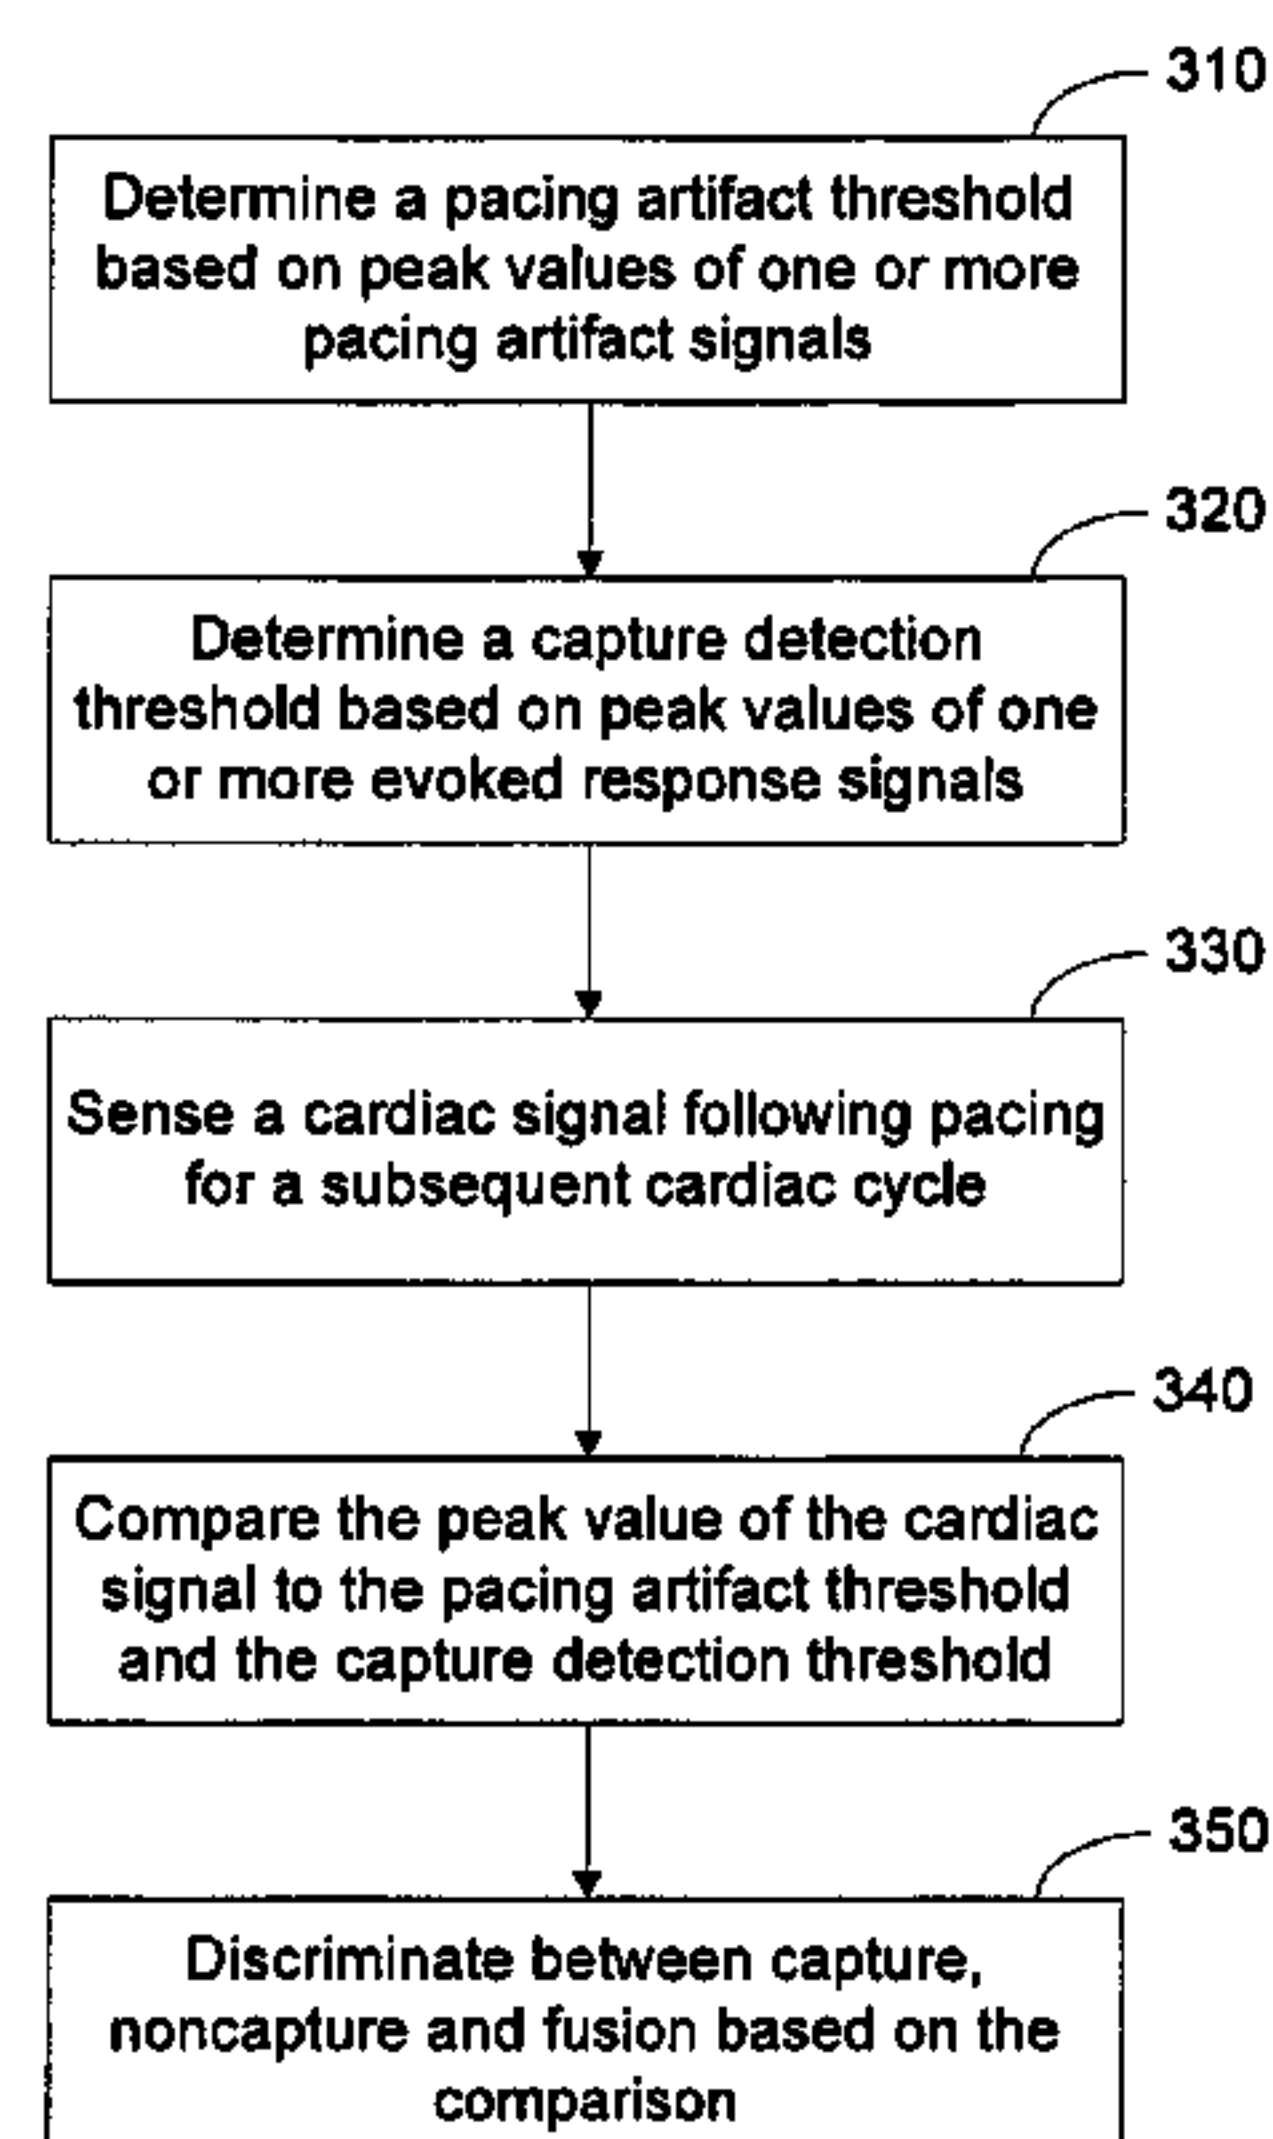 310
Determine a pacing artifact threshold
based on peak values of one or more
pacing artifact signals
320
Determine a capture detection
threshold based on peak values of one
or more evoked response signals
330
Sense a cardiac signal following pacing
for a subsequent cardiac cycle
340
Compare the peak value of the cardiac
signal to the pacing artifact threshold
and the capture detection threshold
350
Discriminate between capture,
noncapture and fusion based on the
comparison